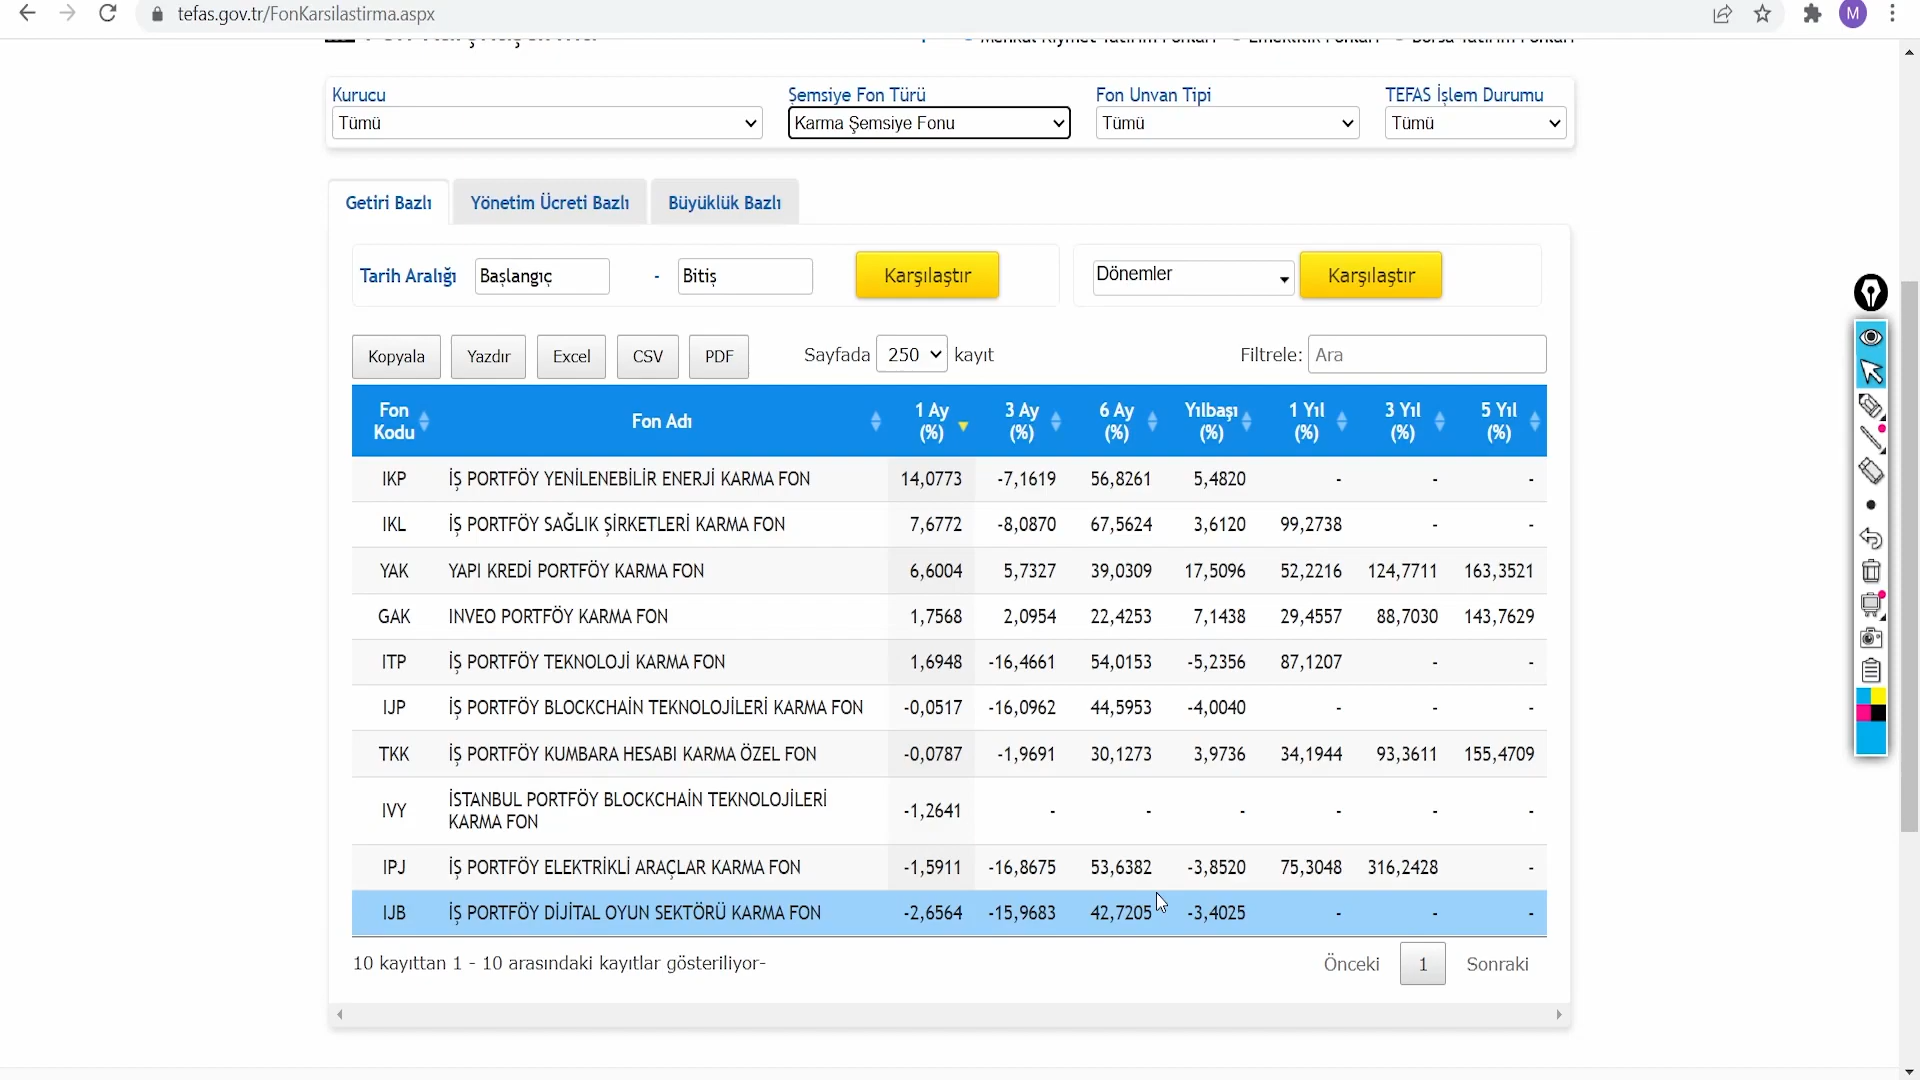 tefas.gov.tr/FonKarsilastirma.aspx
M
Menkul Kıymet Yatırım Fonları Emeklilik Fonları Borsa Yatırım Fonları
Kurucu Şemsiye Fon Türü Fon Unvan Tipi TEFAS İşlem Durumu
Tümü Karma Şemsiye Fonu Tümü Tümü
Getiri Bazlı Yönetim Ücreti Bazlı Büyüklük Bazlı
Tarih Aralığı Başlangıç - Bitiş Karşılaştır Dönemler Karşılaştır
Kopyala Yazdır Excel CSV PDF Sayfada 250 kayıt Filtrele: Ara
Fon Kodu Fon Adı 1 Ay (%) 3 Ay (%) 6 Ay (%) Yılbaşı (%) 1 Yıl (%) 3 Yıl (%) 5 Yıl (%)
IKP İŞ PORTFÖY YENİLENEBİLİR ENERJİ KARMA FON 14,0773 -7,1619 56,8261 5,4820 - - -
IKL İŞ PORTFÖY SAĞLIK ŞİRKETLERİ KARMA FON 7,6772 -8,0870 67,5624 3,6120 99,2738 - -
YAK YAPI KREDİ PORTFÖY KARMA FON 6,6004 5,7327 39,0309 17,5096 52,2216 124,7711 163,3521
GAK INVEO PORTFÖY KARMA FON 1,7568 2,0954 22,4253 7,1438 29,4557 88,7030 143,7629
ITP İŞ PORTFÖY TEKNOLOJİ KARMA FON 1,6948 -16,4661 54,0153 -5,2356 87,1207 - -
IJP İŞ PORTFÖY BLOCKCHAİN TEKNOLOJİLERİ KARMA FON -0,0517 -16,0962 44,5953 -4,0040 - - -
TKK İŞ PORTFÖY KUMBARA HESABI KARMA ÖZEL FON -0,0787 -1,9691 30,1273 3,9736 34,1944 93,3611 155,4709
IVY İSTANBUL PORTFÖY BLOCKCHAİN TEKNOLOJİLERİ KARMA FON -1,2641 - - - - - -
IPJ İŞ PORTFÖY ELEKTRİKLİ ARAÇLAR KARMA FON -1,5911 -16,8675 53,6382 -3,8520 75,3048 316,2428 -
IJB İŞ PORTFÖY DİJİTAL OYUN SEKTÖRÜ KARMA FON -2,6564 -15,9683 42,7205 -3,4025 - - -
10 kayıttan 1 - 10 arasındaki kayıtlar gösteriliyor- Önceki 1 Sonraki